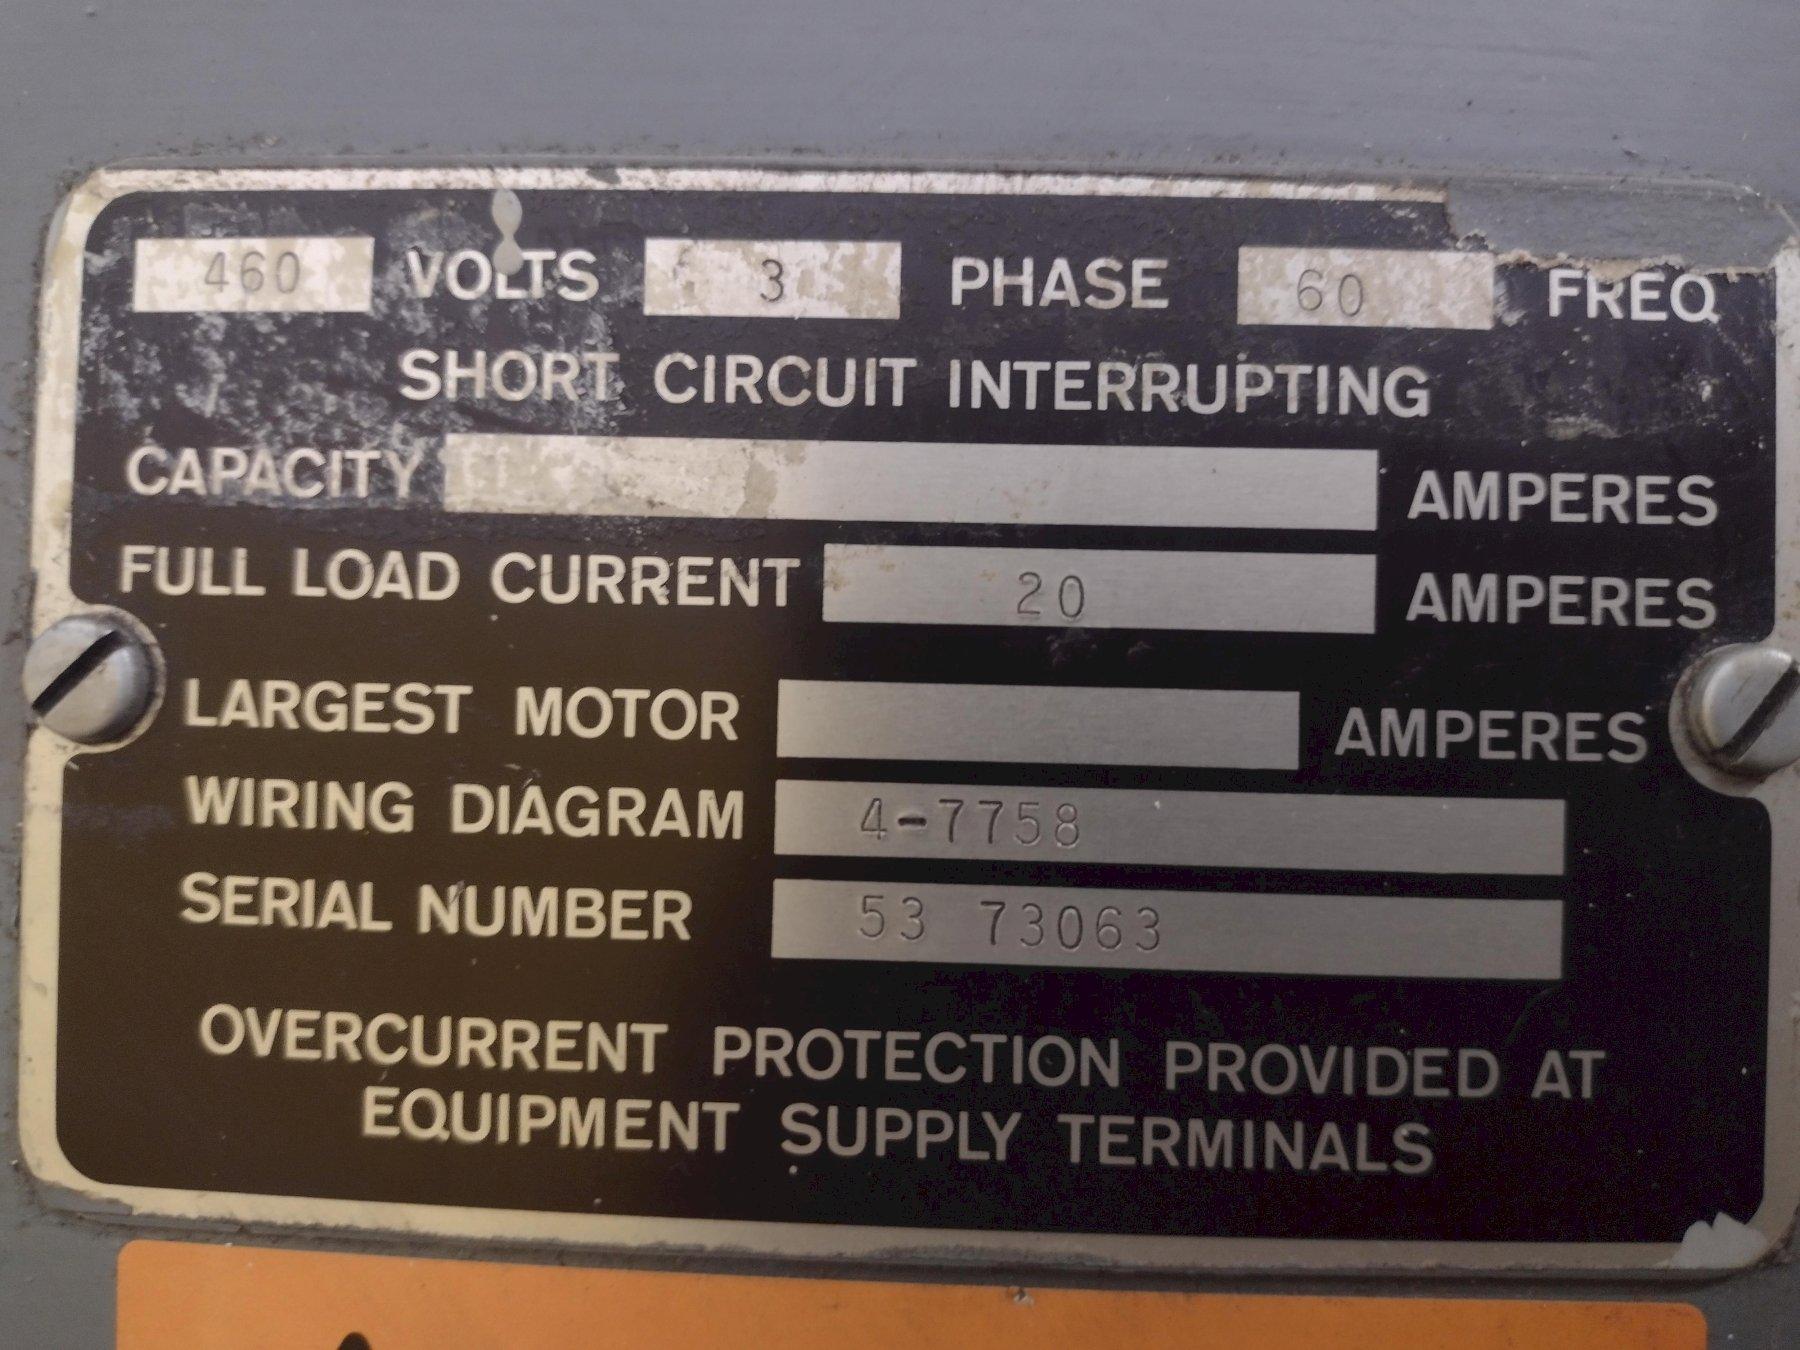 460 VOLTS 3 PHASE 60 FREQ
SHORT CIRCUIT INTERRUPTING
CAPACITY AMPERES
FULL LOAD CURRENT 20 AMPERES
LARGEST MOTOR AMPERES
WIRING DIAGRAM 4-7758
SERIAL NUMBER 53 73063
OVERCURRENT PROTECTION PROVIDED AT
EQUIPMENT SUPPLY TERMINALS